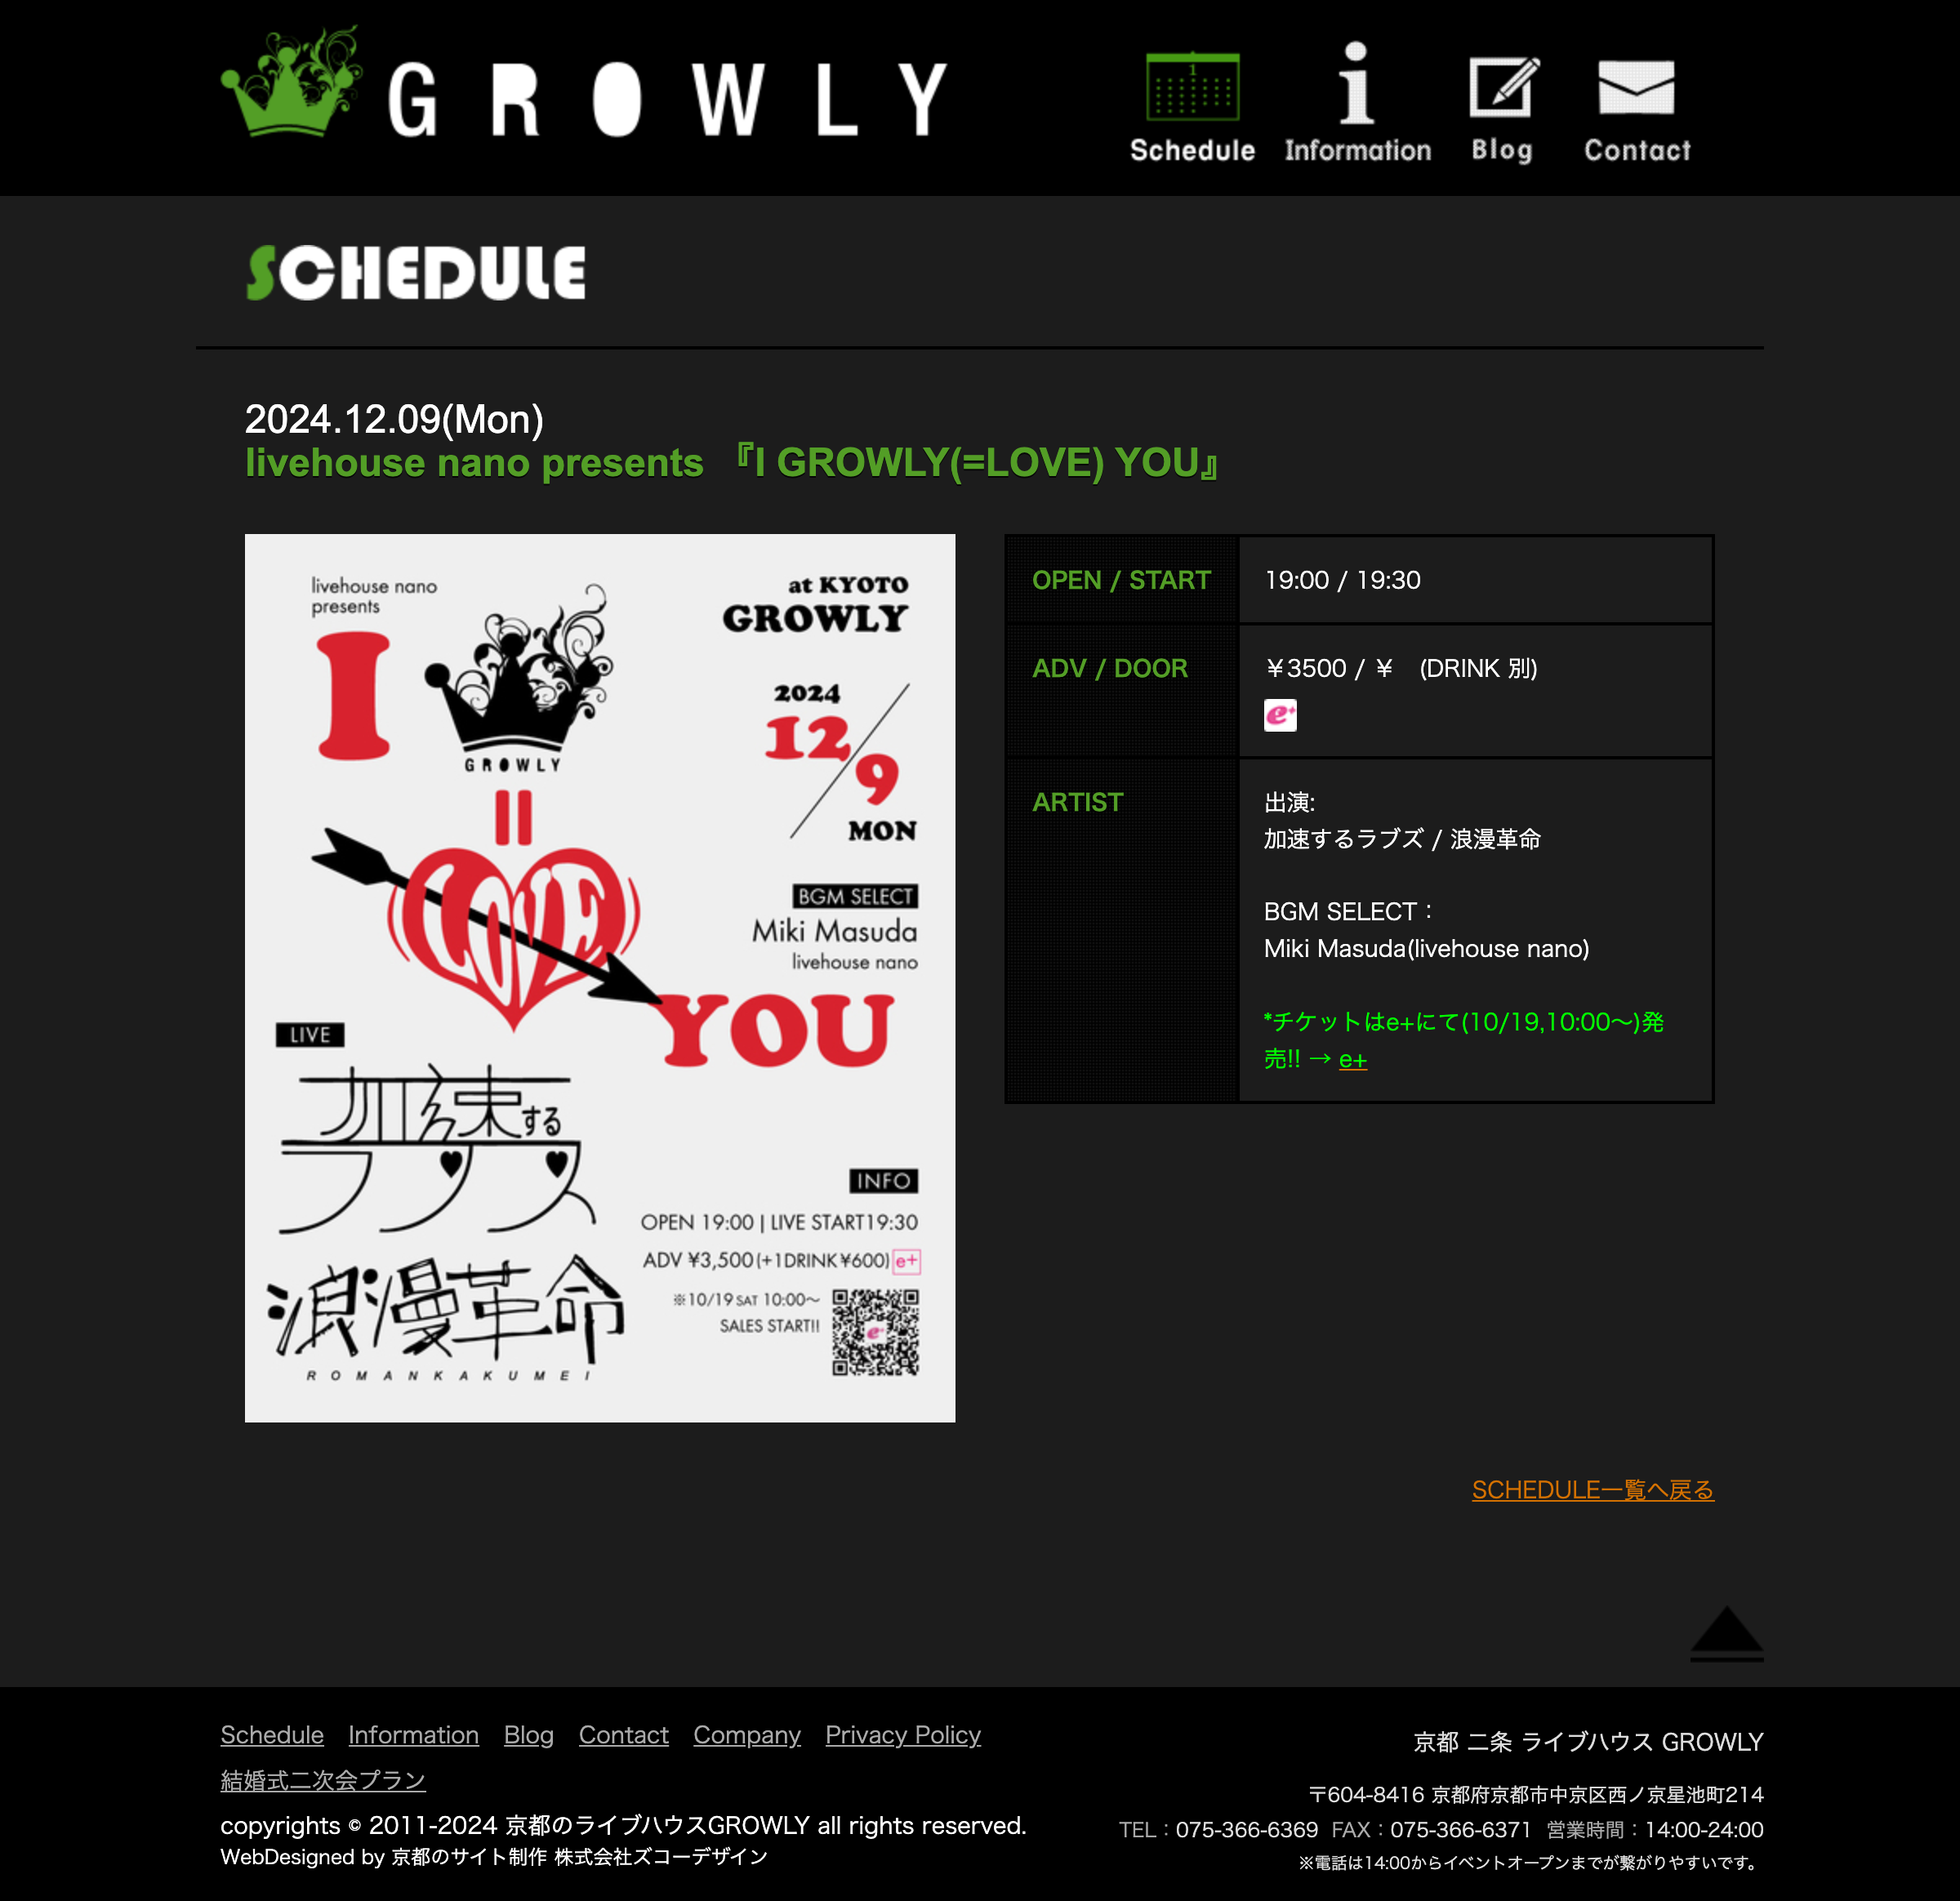 GROWLY
1
Schedule
Information
Blog
Contact
SCHEDULE
2024.12.09(Mon)
livehouse nano presents 『I GROWLY(=LOVE) YOU』
livehouse nano
presents
I
GROWLY
LOVE
YOU
at KYOTO
GROWLY
2024
12/9
MON
BGM SELECT
Miki Masuda
livehouse nano
LIVE
加速する
ラブズ
浪漫革命
ROMANKAKUMEI
INFO
OPEN 19:00 | LIVE START19:30
ADV ¥3,500(+1DRINK¥600) e+
※10/19 SAT 10:00〜
SALES START!!
e+
OPEN / START
19:00 / 19:30
ADV / DOOR
￥3500 / ￥　(DRINK 別)
e+
ARTIST
出演:
加速するラブズ / 浪漫革命
BGM SELECT：
Miki Masuda(livehouse nano)
*チケットはe+にて(10/19,10:00〜)発
売!! → e+
SCHEDULE一覧へ戻る
Schedule Information Blog Contact Company Privacy Policy
結婚式二次会プラン
copyrights © 2011-2024 京都のライブハウスGROWLY all rights reserved.
WebDesigned by 京都のサイト制作 株式会社ズコーデザイン
京都 二条 ライブハウス GROWLY
〒604-8416 京都府京都市中京区西ノ京星池町214
TEL：075-366-6369 FAX：075-366-6371 営業時間：14:00-24:00
※電話は14:00からイベントオープンまでが繋がりやすいです。